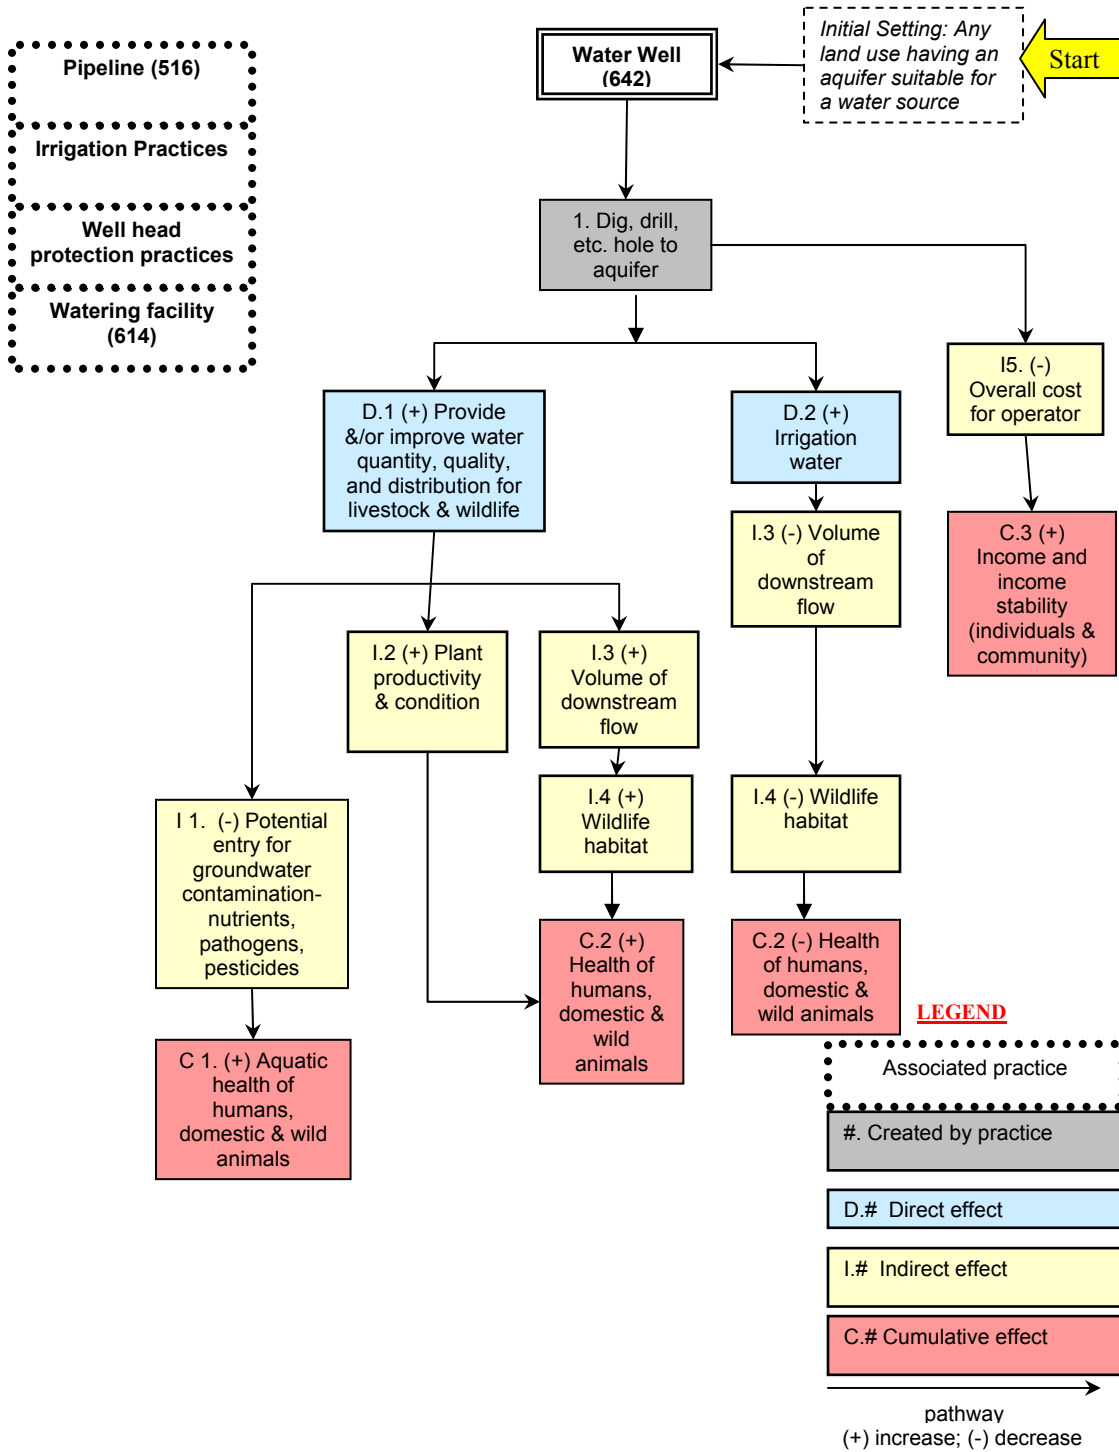 Pipeline (516)
Irrigation Practices
Well head
protection practices
Watering facility
(614)
Water Well
(642)
Initial Setting: Any
land use having an
aquifer suitable for
a water source
Start
1. Dig, drill,
etc. hole to
aquifer
D.1 (+) Provide
&/or improve water
quantity, quality,
and distribution for
livestock & wildlife
D.2 (+)
Irrigation
water
I5. (-)
Overall cost
for operator
I.3 (-) Volume
of
downstream
flow
C.3 (+)
Income and
income
stability
(individuals &
community)
I.2 (+) Plant
productivity
& condition
I.3 (+)
Volume of
downstream
flow
I 1. (-) Potential
entry for
groundwater
contamination-
nutrients,
pathogens,
pesticides
I.4 (+)
Wildlife
habitat
I.4 (-) Wildlife
habitat
C.2 (+)
Health of
humans,
domestic &
wild
animals
C.2 (-) Health
of humans,
domestic &
wild animals
C 1. (+) Aquatic
health of
humans,
domestic & wild
animals
LEGEND
Associated practice
#. Created by practice
D.# Direct effect
I.# Indirect effect
C.# Cumulative effect
pathway
(+) increase; (-) decrease